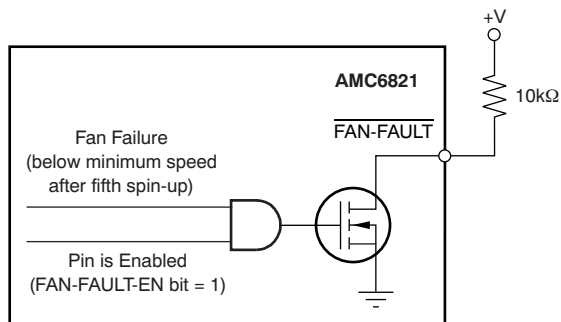 +V
AMC6821
10kΩ
FAN-FAULT
Fan Failure
(below minimum speed
after fifth spin-up)
Pin is Enabled
(FAN-FAULT-EN bit = 1)